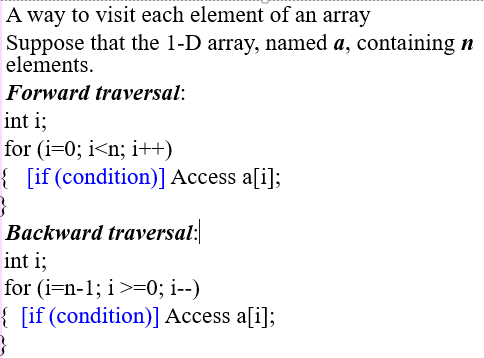 A way to visit each element of an array
Suppose that the 1-D array, named a, containing n
elements.
Forward traversal:
int i;
for (i=0; i<n; i++)
{ [if (condition)] Access a[i];
}
Backward traversal:
int i;
for (i=n-1; i >=0; i--)
{ [if (condition)] Access a[i];
}